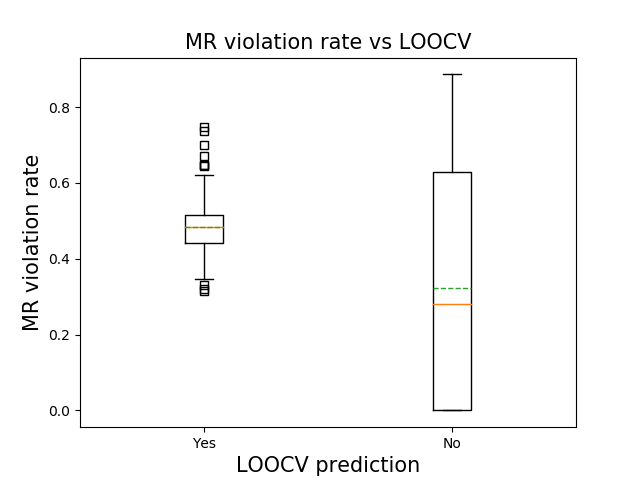 MR violation rate vs LOOCV
MR violation rate
0.8
0.6
0.4
0.2
0.0
Yes No
LOOCV prediction